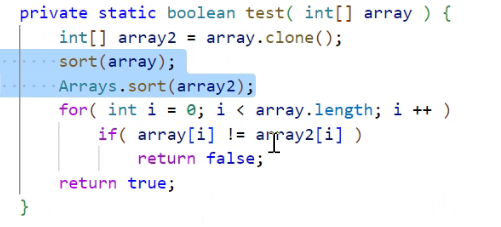 private static boolean test( int[] array ) {
int[] array2 = array.clone();
sort(array);
Arrays.sort(array2);
for( int i = 0; i < array.length; i ++ )
if( array[i] != array2[i] )
return false;
return true;
}